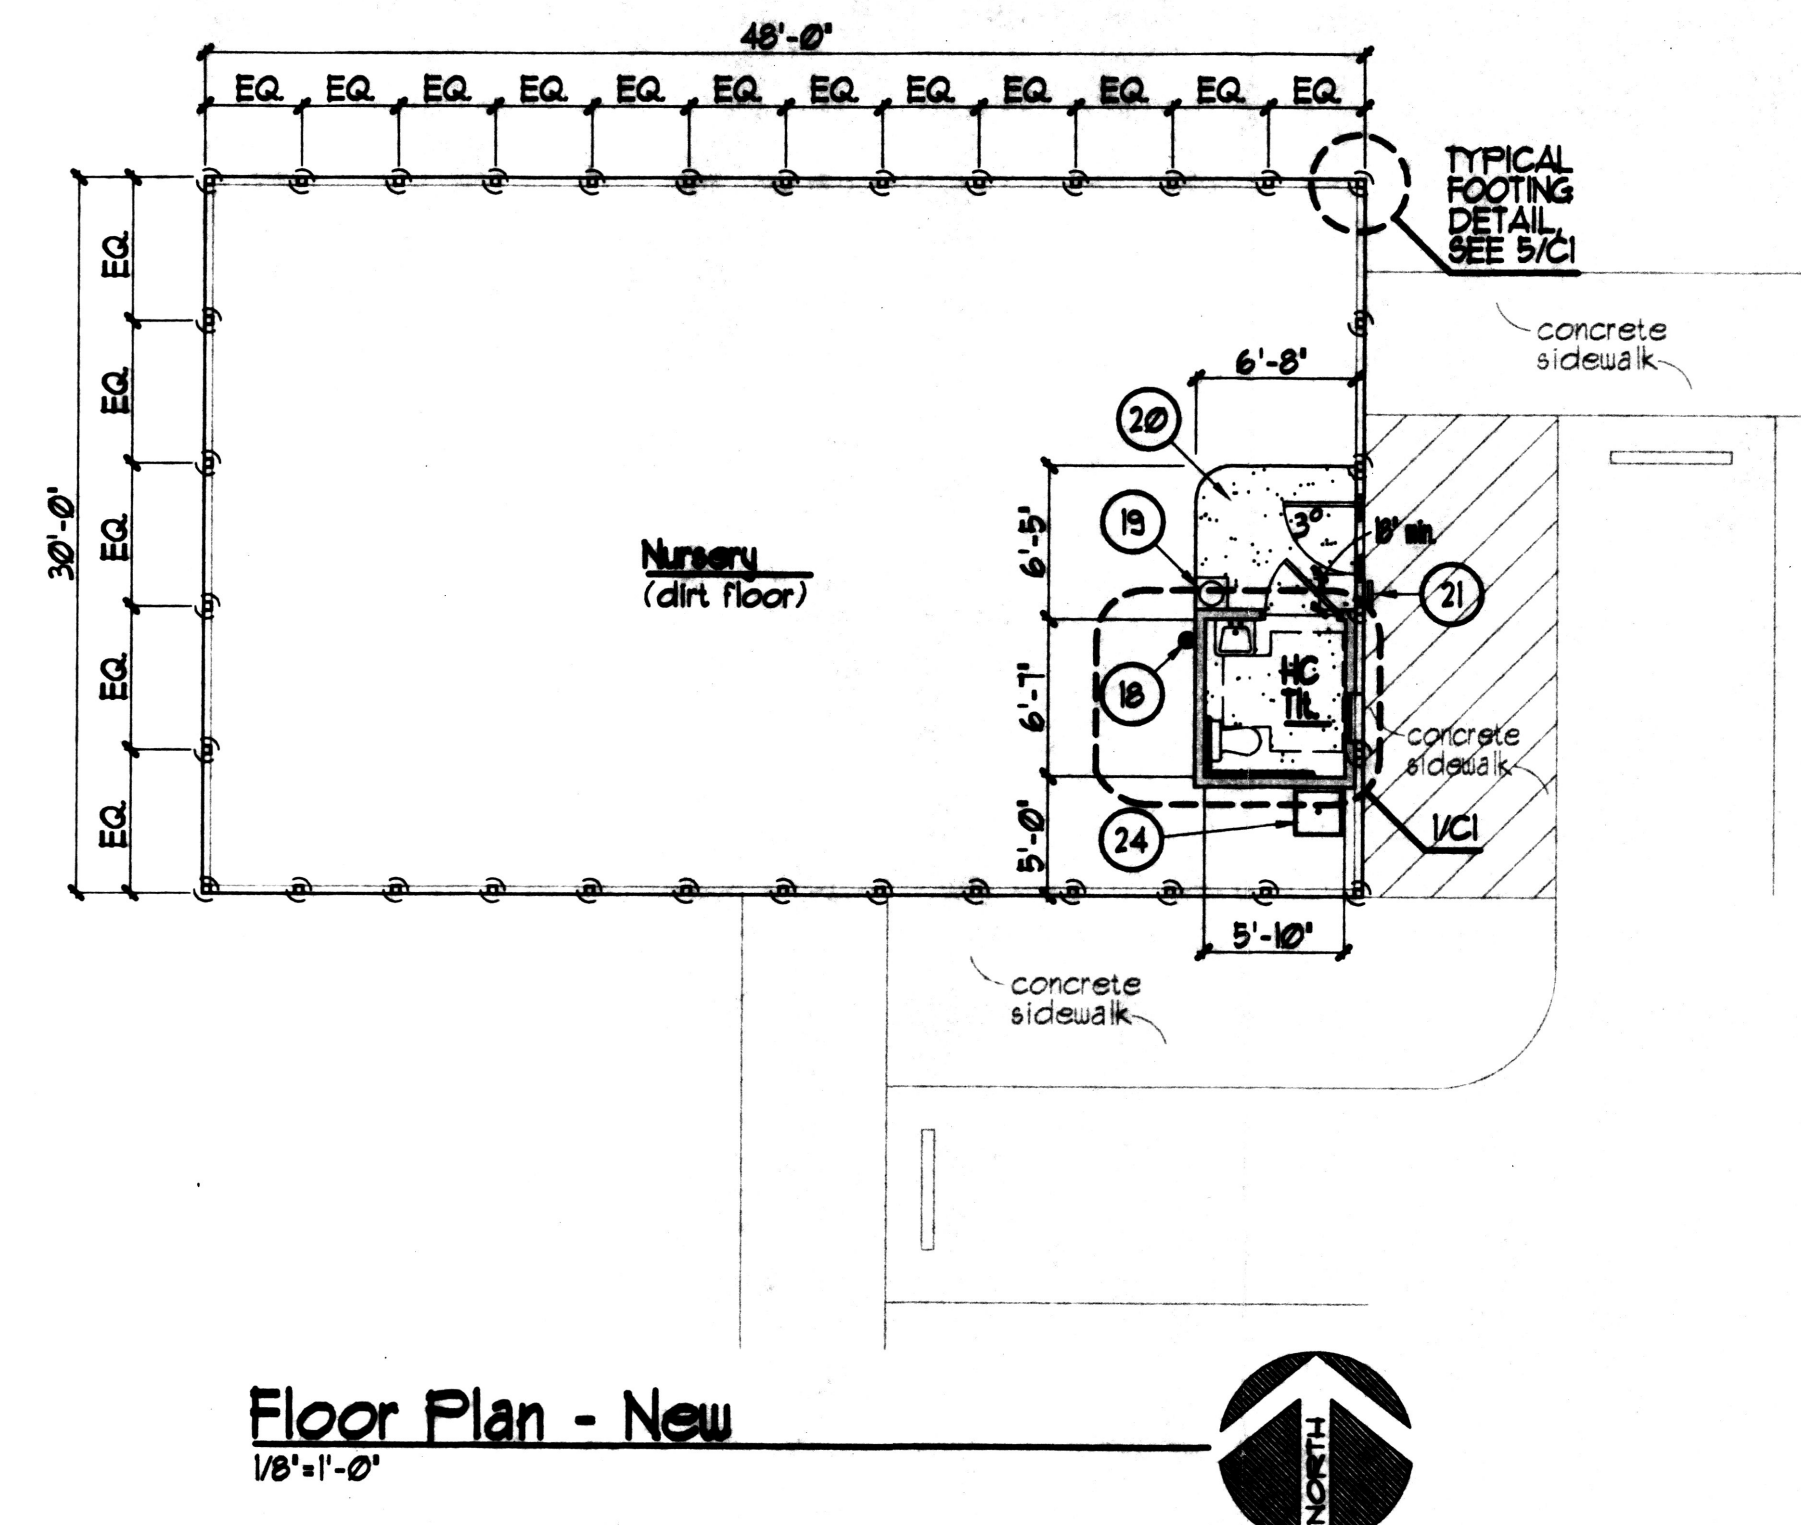 48'-0"
EQ. EQ. EQ. EQ. EQ. EQ. EQ. EQ. EQ. EQ. EQ. EQ.
TYPICAL
FOOTING
DETAIL,
SEE 5/C1
30'-0"
EQ.
EQ.
EQ.
EQ.
EQ.
concrete
sidewalk
6'-8"
20
19
6'-5"
3⁰
18" min.
21
Nursery
(dirt floor)
18
6'-7"
HC
Tlt.
concrete
sidewalk
24
5'-0"
1/C1
5'-10"
concrete
sidewalk
Floor Plan - New
1/8"=1'-0"
NORTH